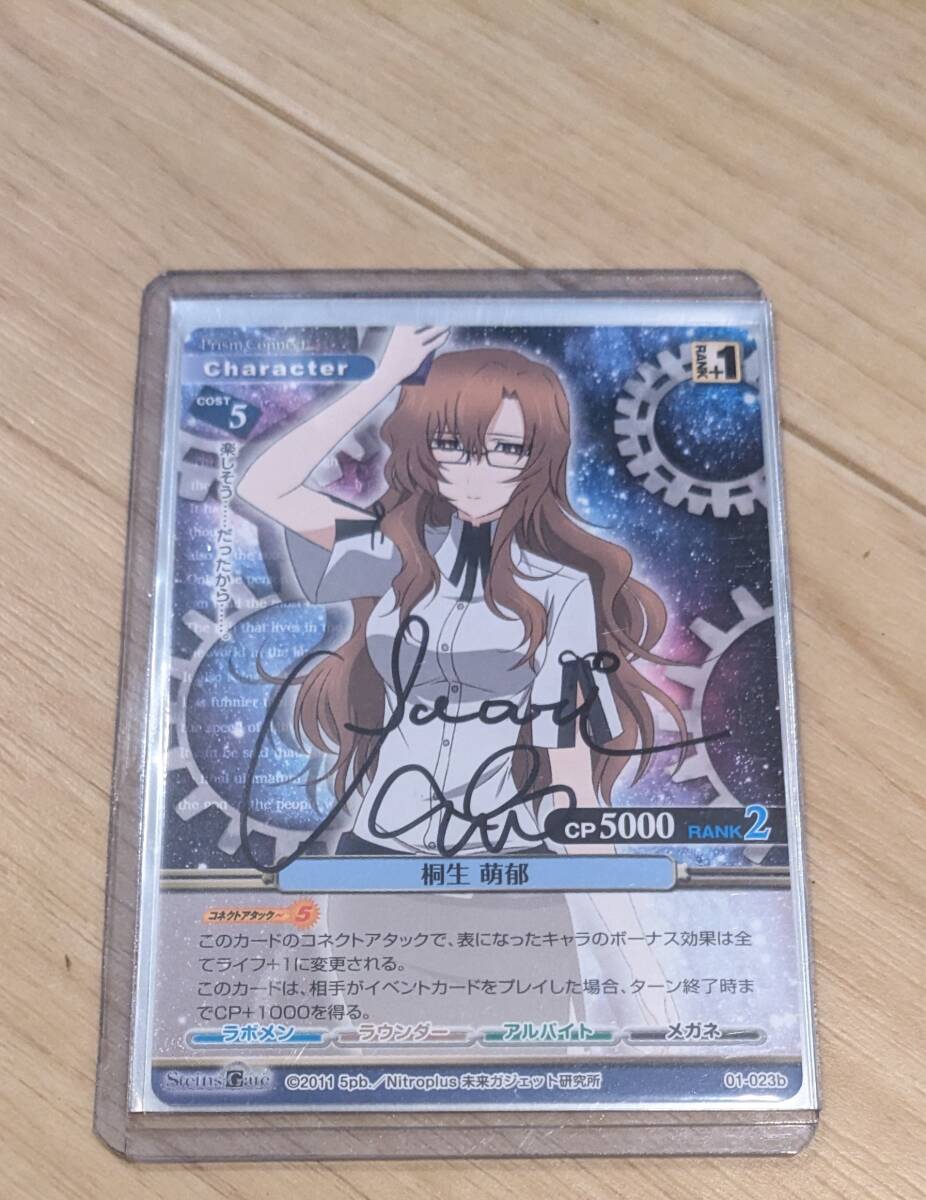 Prism Connect
Character
RANK +1
COST 5
楽しそう……だったから……。
CP 5000 RANK 2
桐生 萌郁
コネクトアタック～5
このカードのコネクトアタックで、表になったキャラのボーナス効果は全
てライフ+1に変更される。
このカードは、相手がイベントカードをプレイした場合、ターン終了時ま
でCP+1000を得る。
ラボメン ラウンダー アルバイト メガネ
Steins Gate ©2011 5pb./Nitroplus 未来ガジェット研究所 01-023b